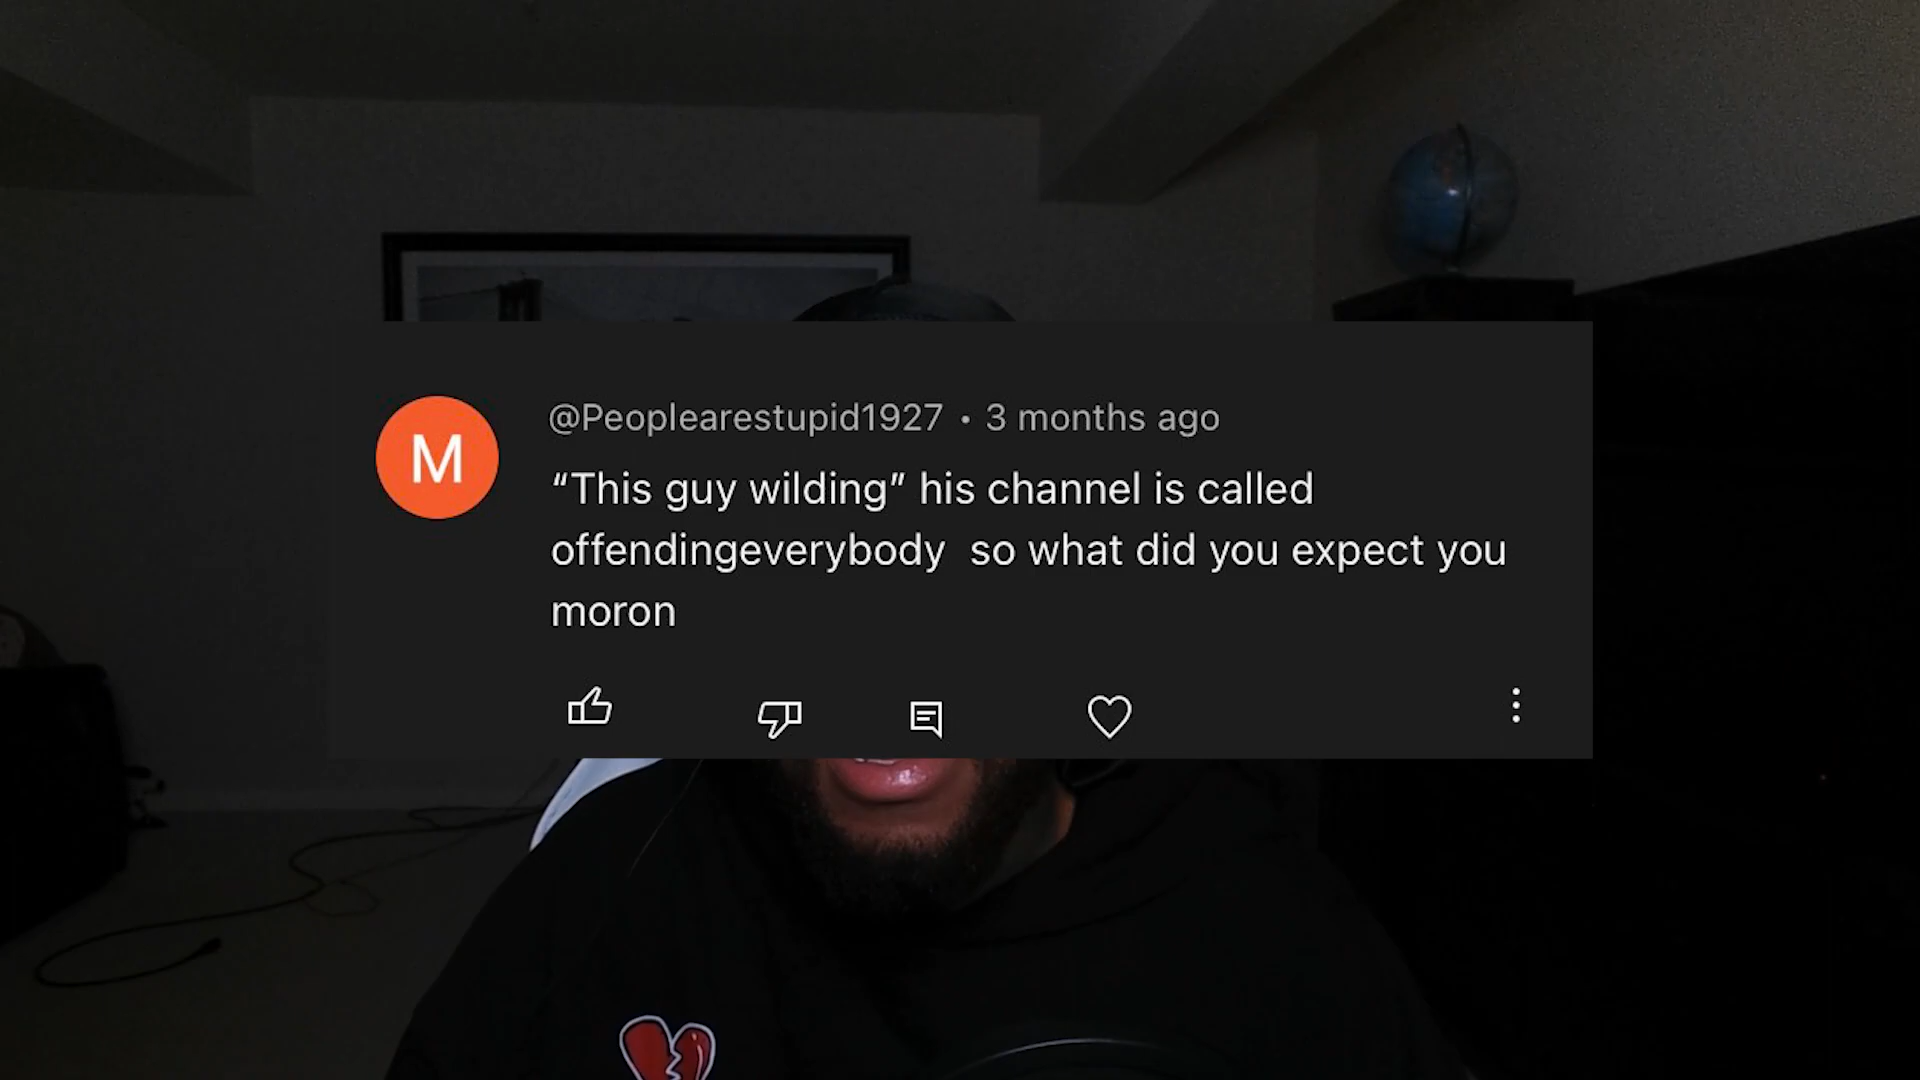 M
@Peoplearestupid1927 • 3 months ago
“This guy wilding” his channel is called
offendingeverybody  so what did you expect you
moron